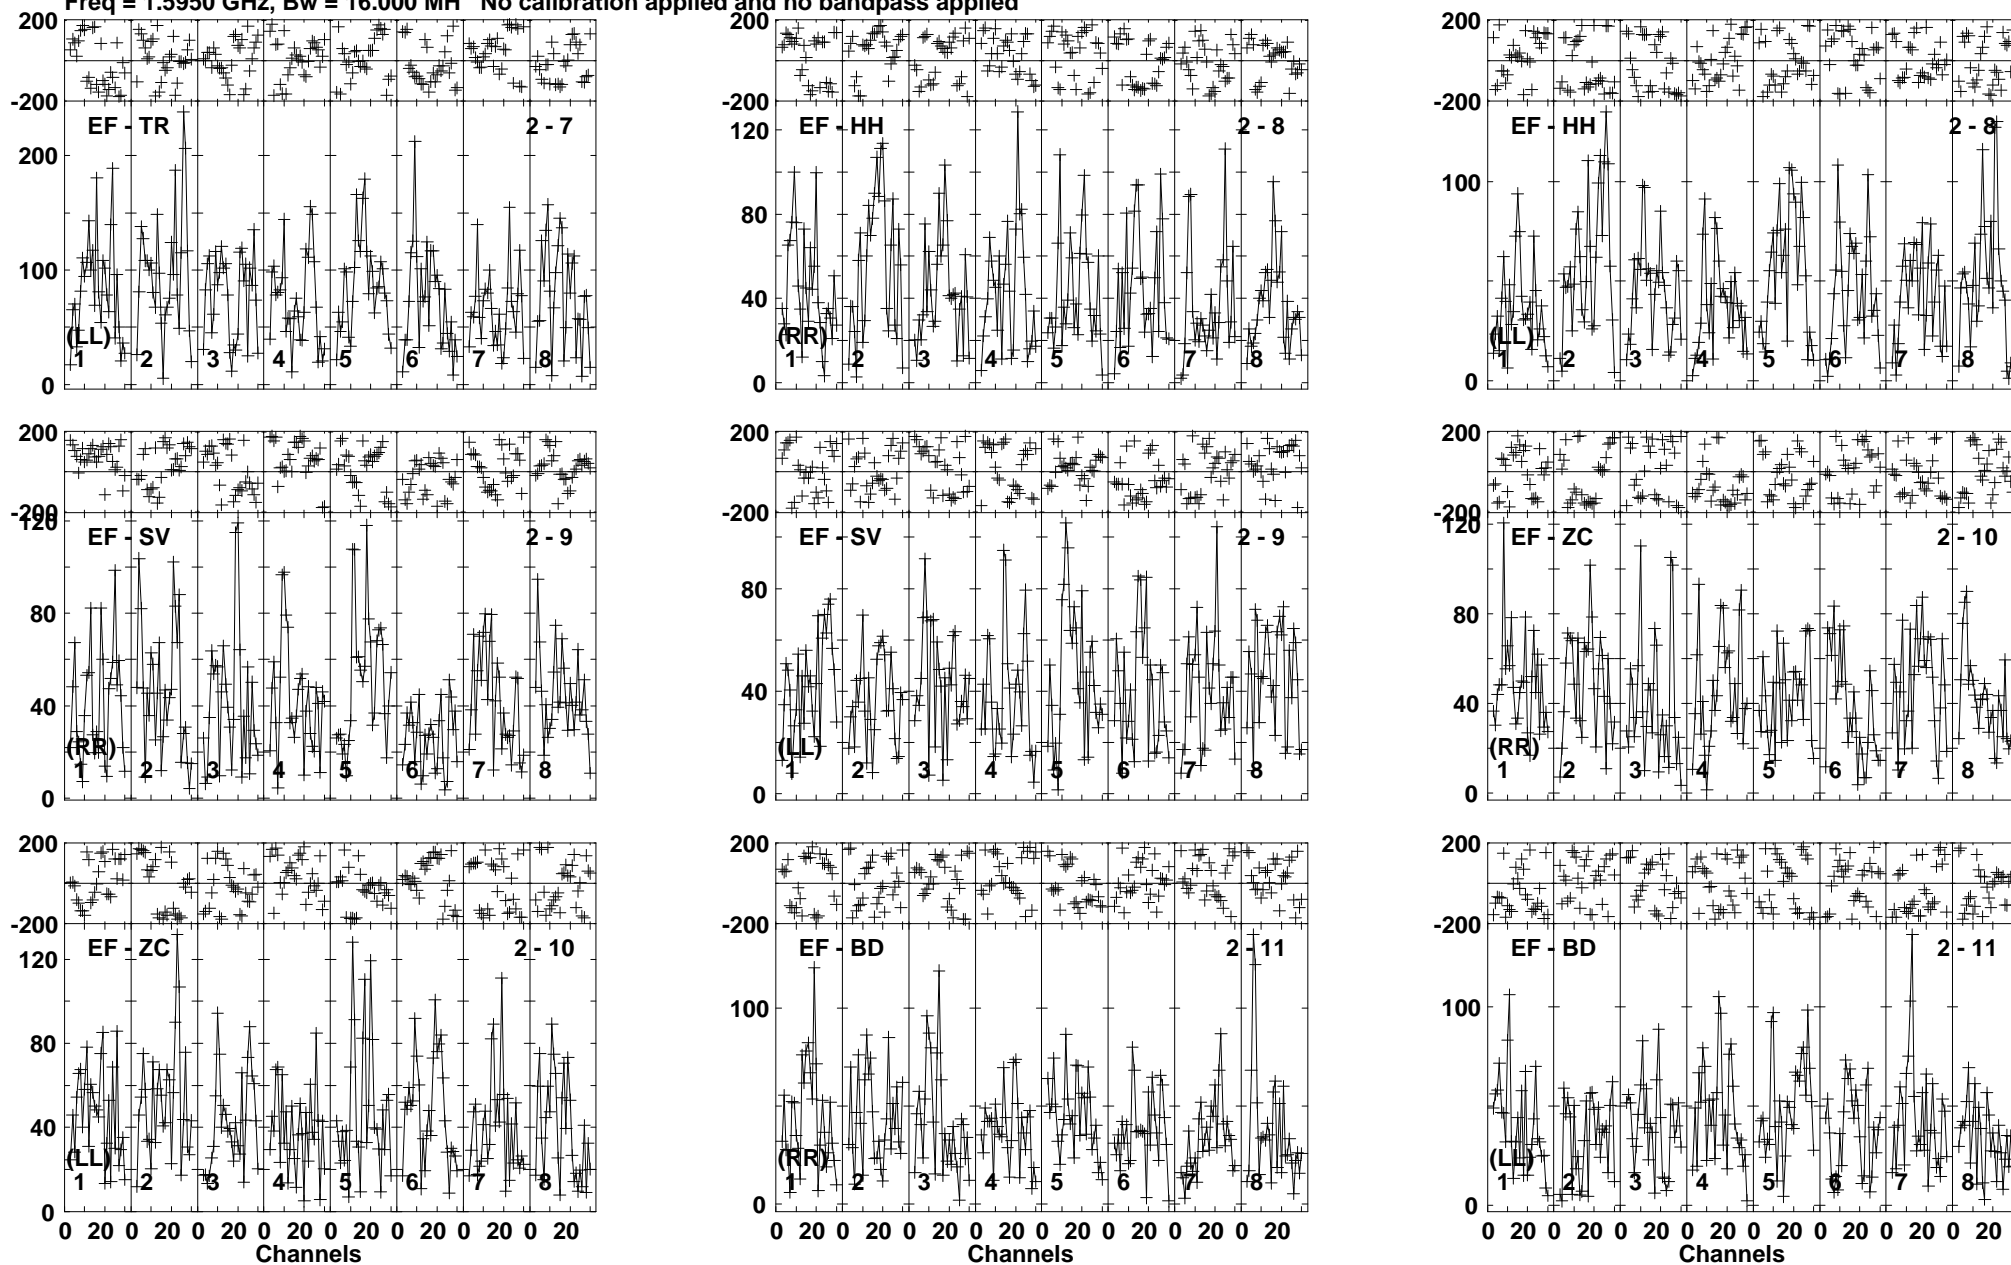 Freq = 1.5950 GHz, Bw = 16.000 MH No calibration applied and no bandpass applied
200 200 200
-200 -200 -200
EF - TR 2 - 7 EF - HH 2 - 8 EF - HH 2 - 8
200 120 100
100 80
40
(LL) (RR) (LL)
1 2 3 4 5 6 7 8 1 2 3 4 5 6 7 8 1 2 3 4 5 6 7 8
0 0 0
200 200 200
-200 -200 -200
120 120
EF - SV 2 - 9 EF - SV 2 - 9 EF - ZC 2 - 10
80 80 80
40 40 40
(RR) (LL) (RR)
1 2 3 4 5 6 7 8 1 2 3 4 5 6 7 8 1 2 3 4 5 6 7 8
0 0 0
200 200 200
-200 -200 -200
EF - ZC 2 - 10 EF - BD 2 - 11 EF - BD 2 - 11
120 100 100
80
40
(LL) (RR) (LL)
1 2 3 4 5 6 7 8 1 2 3 4 5 6 7 8 1 2 3 4 5 6 7 8
0 0 0
0 20 0 20 0 20 0 20 0 20 0 20 0 20 0 20 0 20 0 20 0 20 0 20 0 20 0 20 0 20 0 20 0 20 0 20 0 20 0 20 0 20 0 20 0 20 0 20
Channels Channels Channels